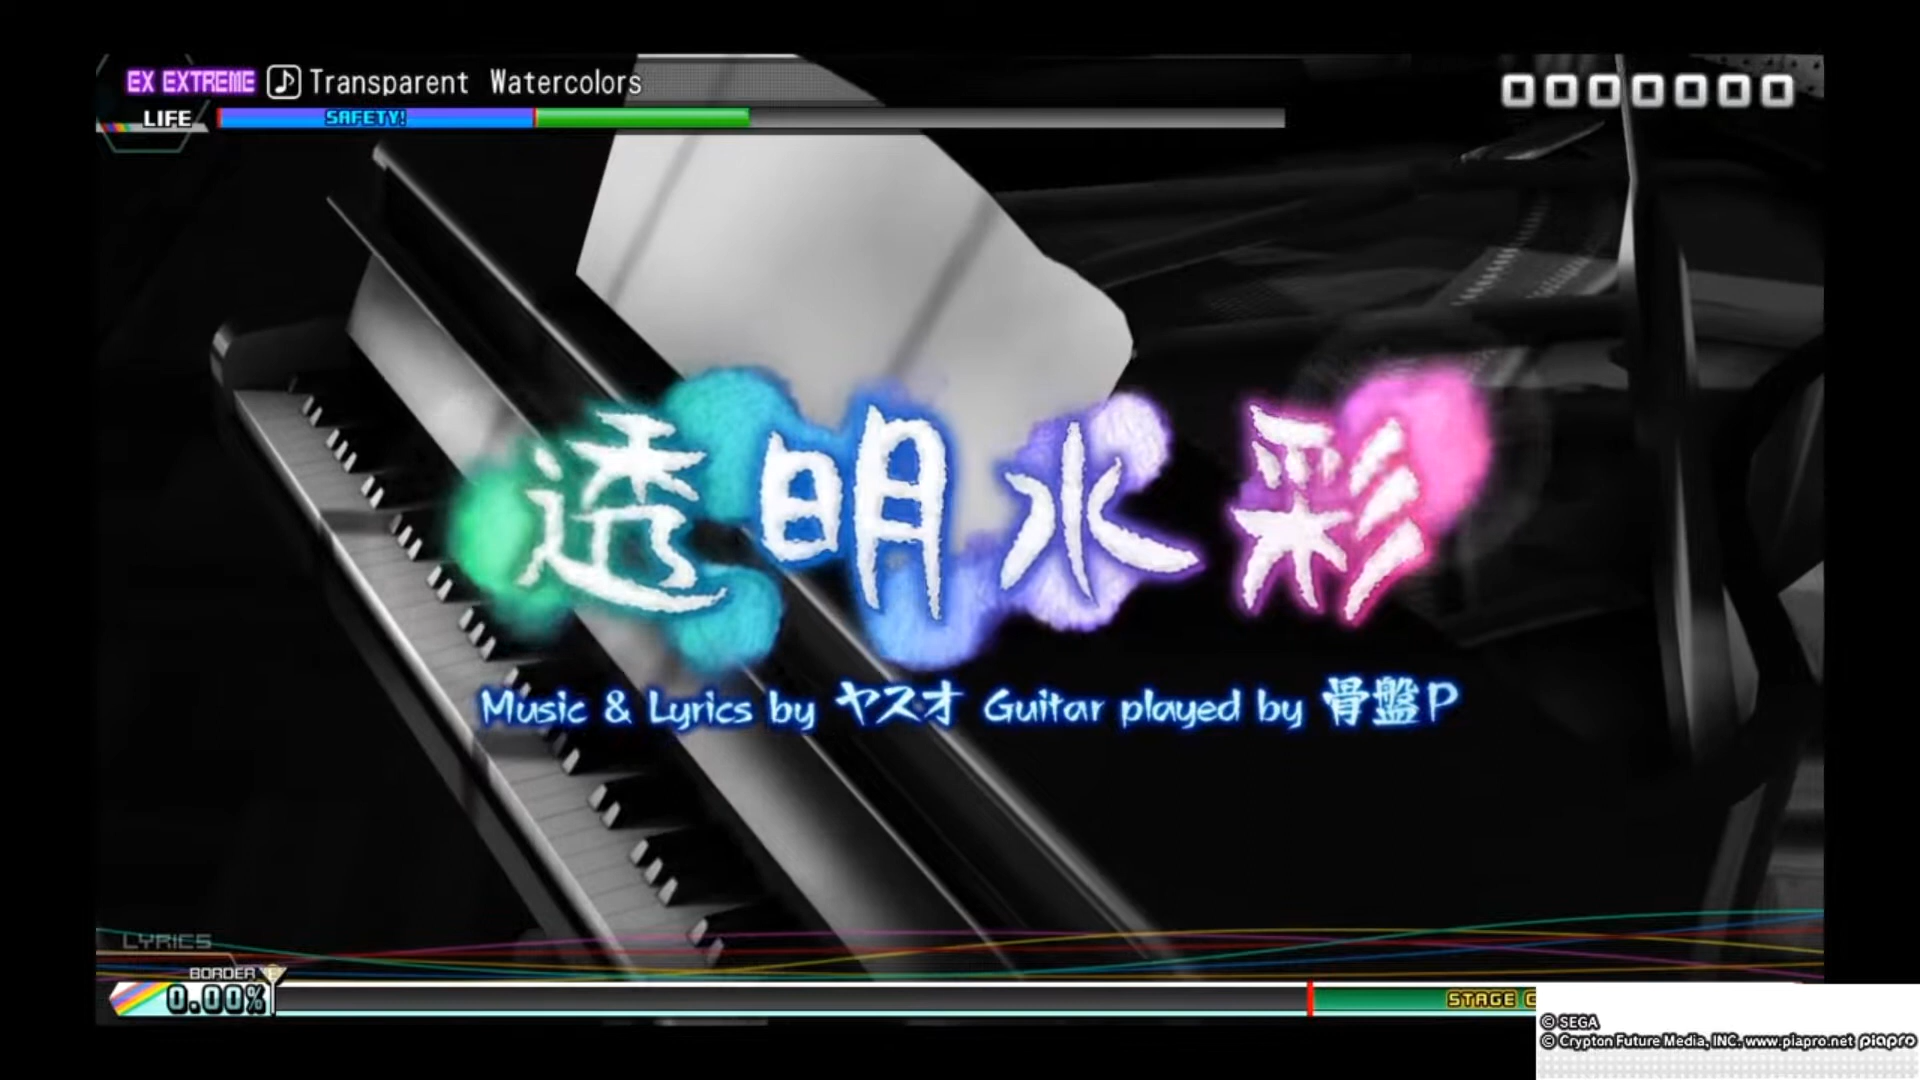 EX EXTREME ♪ Transparent Watercolors
0000000
LIFE
SAFETY!
透明水彩
Music & Lyrics by ヤスオ Guitar played by 骨盤P
LYRICS
BORDER E
0.00%
STAGE C
© SEGA
© Crypton Future Media, INC. www.piapro.net piapro